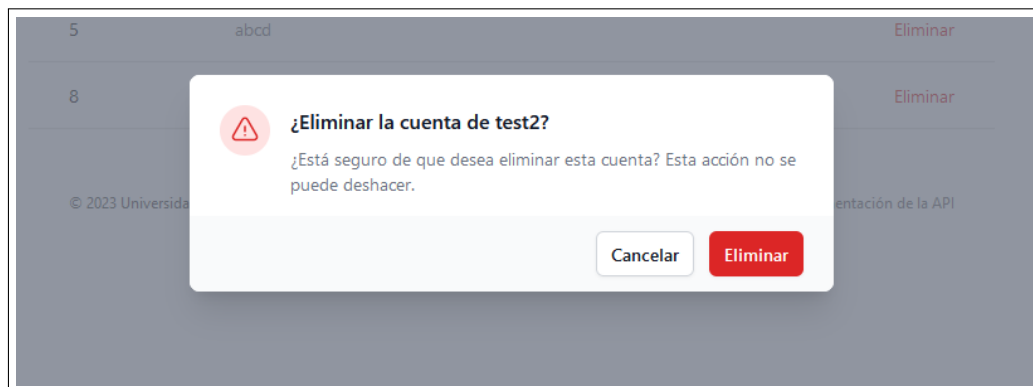 5 abcd Eliminar
8 Eliminar
¿Eliminar la cuenta de test2?
¿Está seguro de que desea eliminar esta cuenta? Esta acción no se
puede deshacer.
© 2023 Universida entación de la API
Cancelar Eliminar